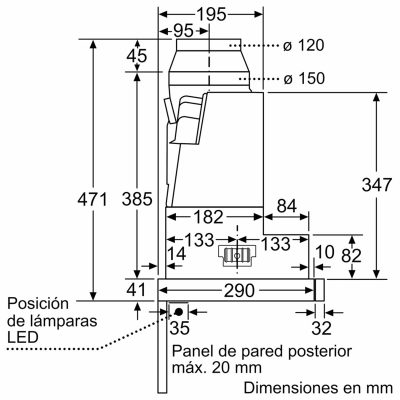 195
95
ø 120
45
ø 150
471
385
347
182
84
133
133
14
10
82
41
290
Posición
de lámparas
LED
35
32
Panel de pared posterior
máx. 20 mm
Dimensiones en mm